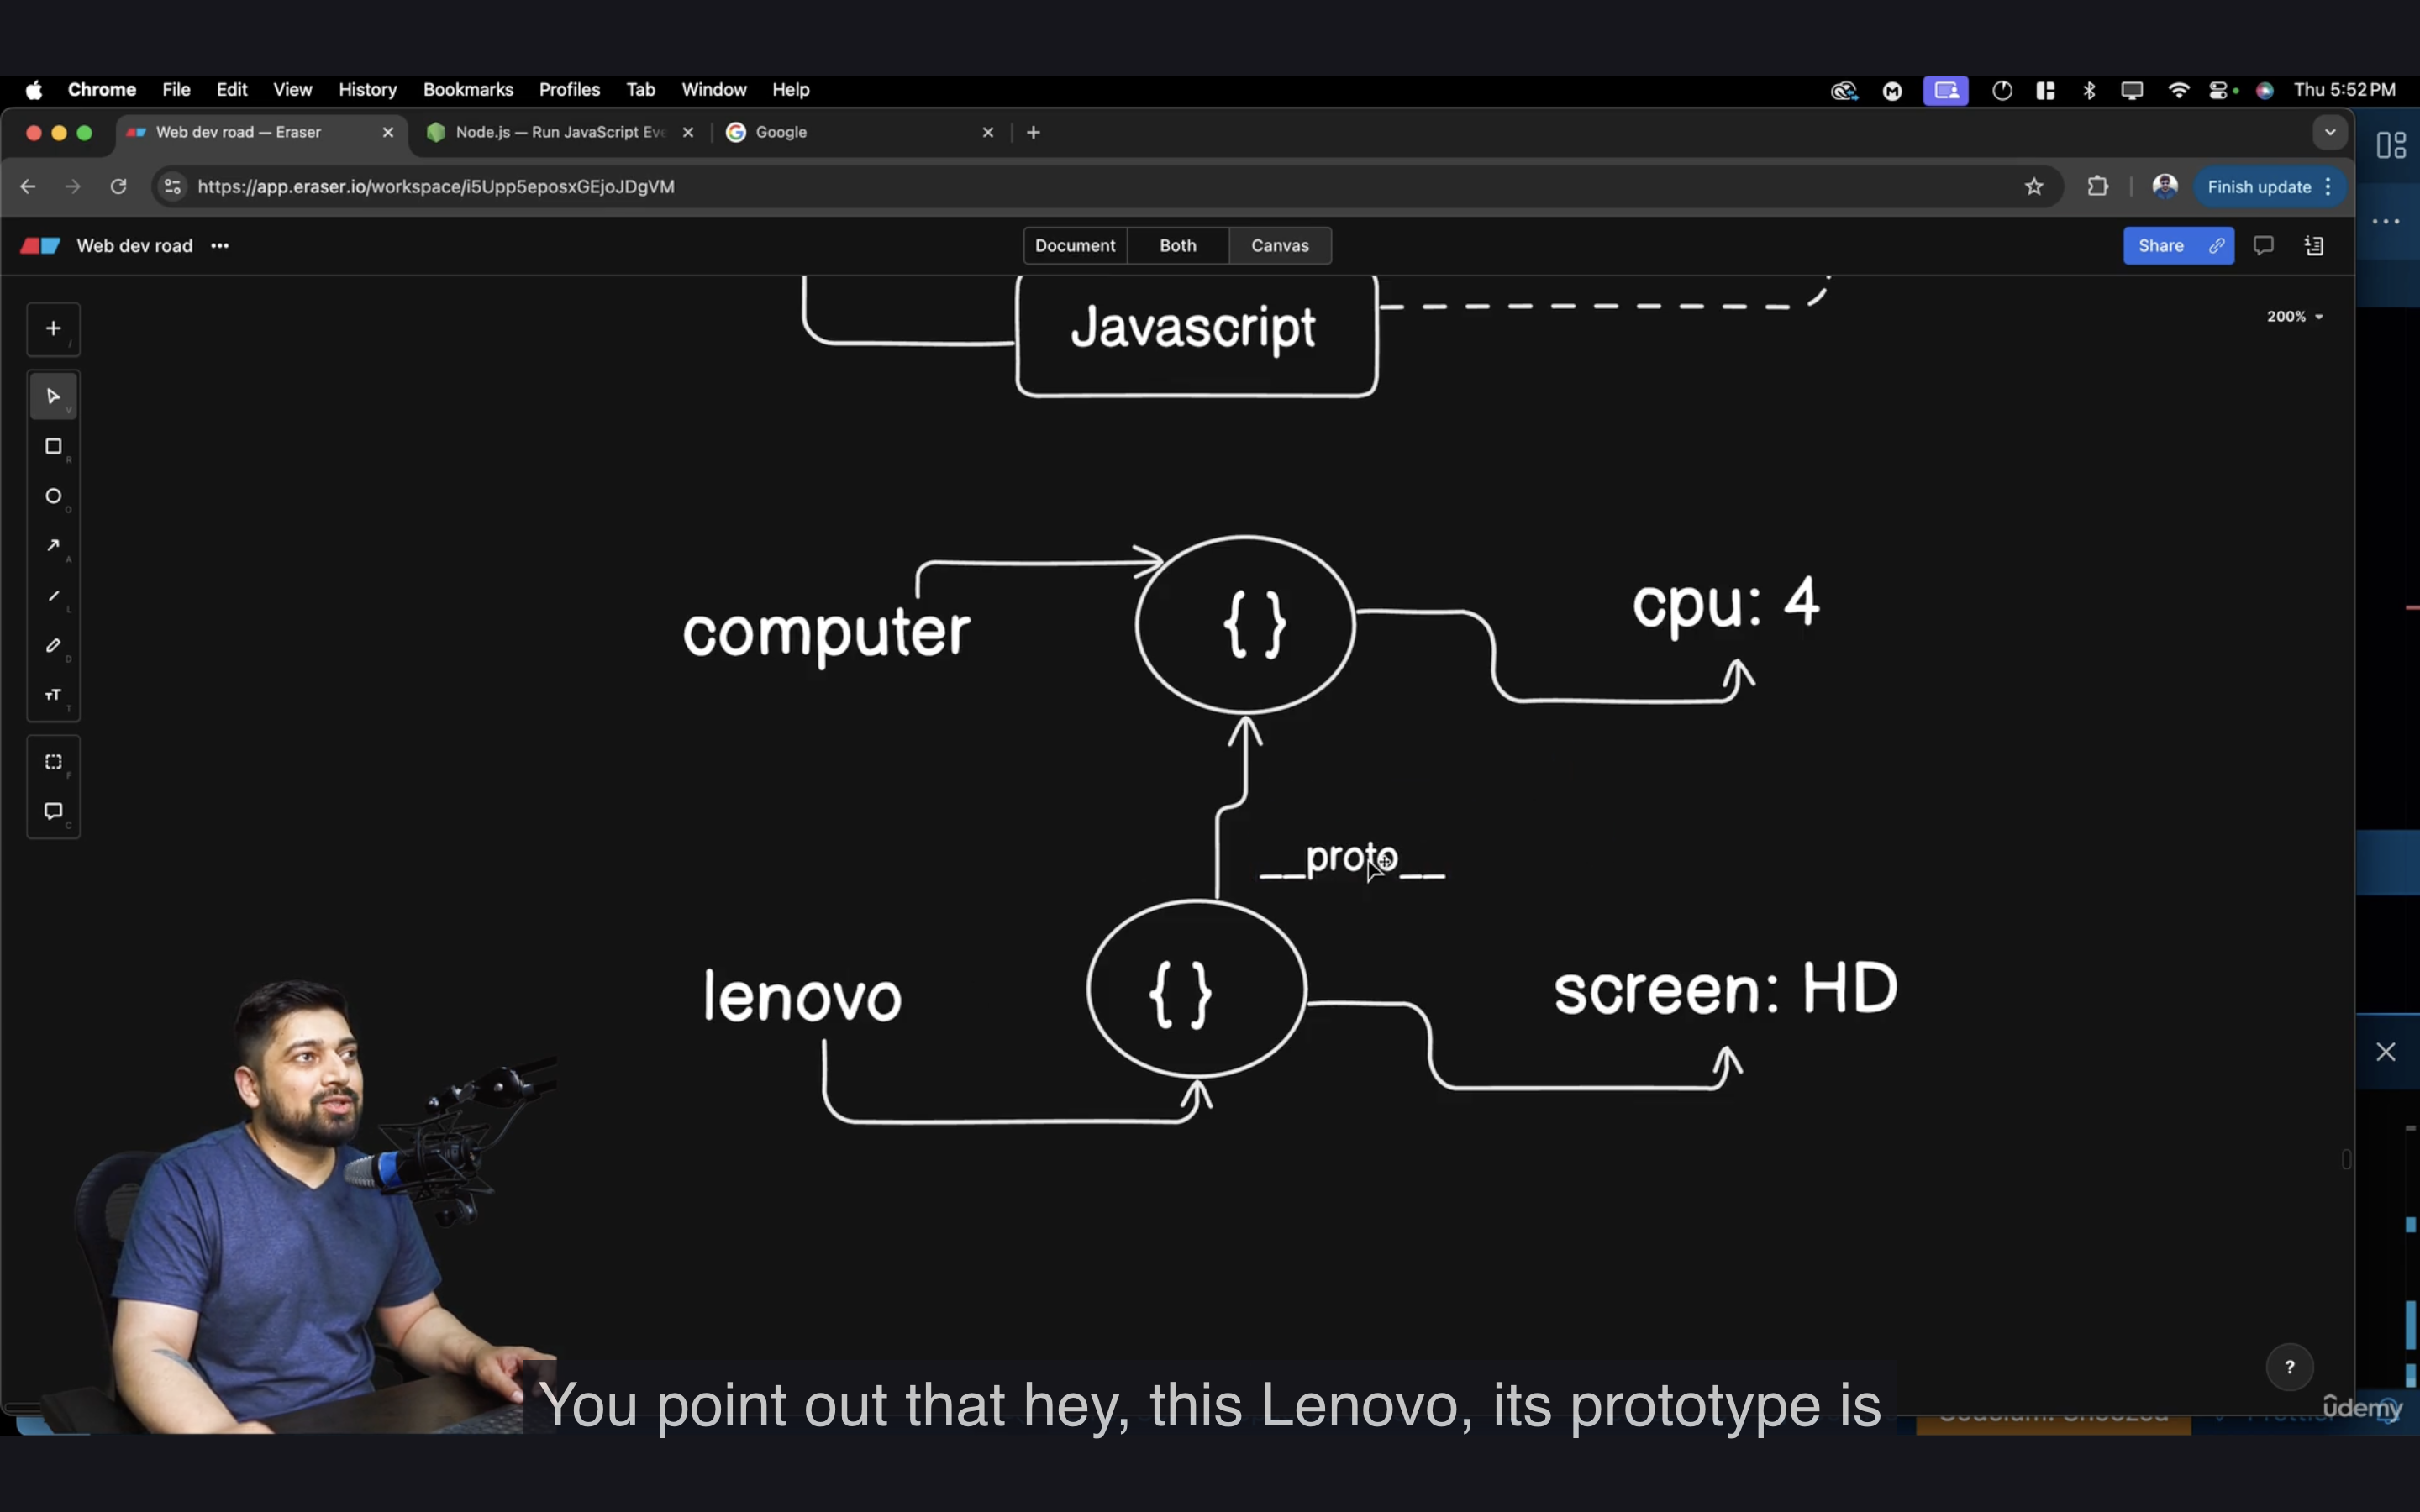 Chrome File Edit View History Bookmarks Profiles Tab Window Help Thu 5:52 PM
Web dev road — Eraser Node.js — Run JavaScript Eve Google
https://app.eraser.io/workspace/i5Upp5eposxGEjoJDgVM Finish update
Web dev road Document Both Canvas Share
200%
Javascript
computer { } cpu: 4
__proto__
lenovo { } screen: HD
V
R
O
A
L
D
T
F
C
?
You point out that hey, this Lenovo, its prototype is
ûdemy